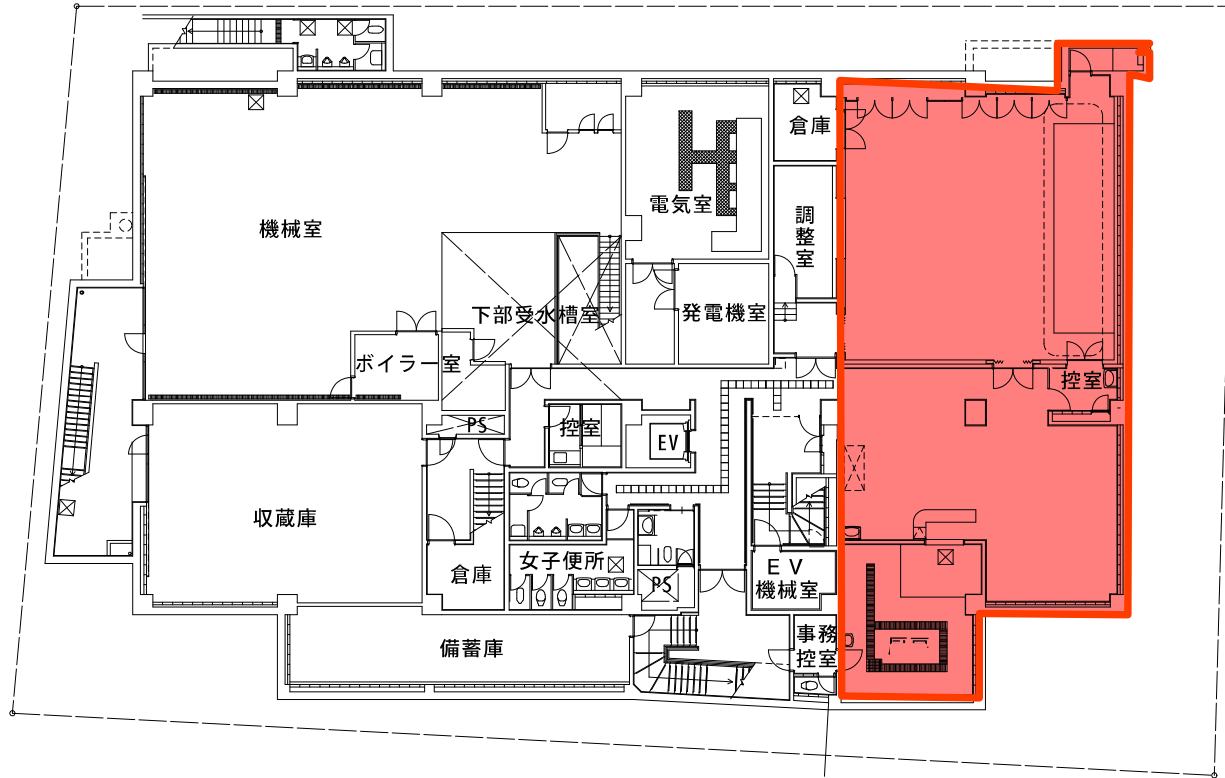 倉庫
電気室
機械室
調整室
下部受水槽室
発電機室
ボイラー室
控室
PS
控室
EV
収蔵庫
女子便所
倉庫
PS
EV
機械室
備蓄庫
事務
控室